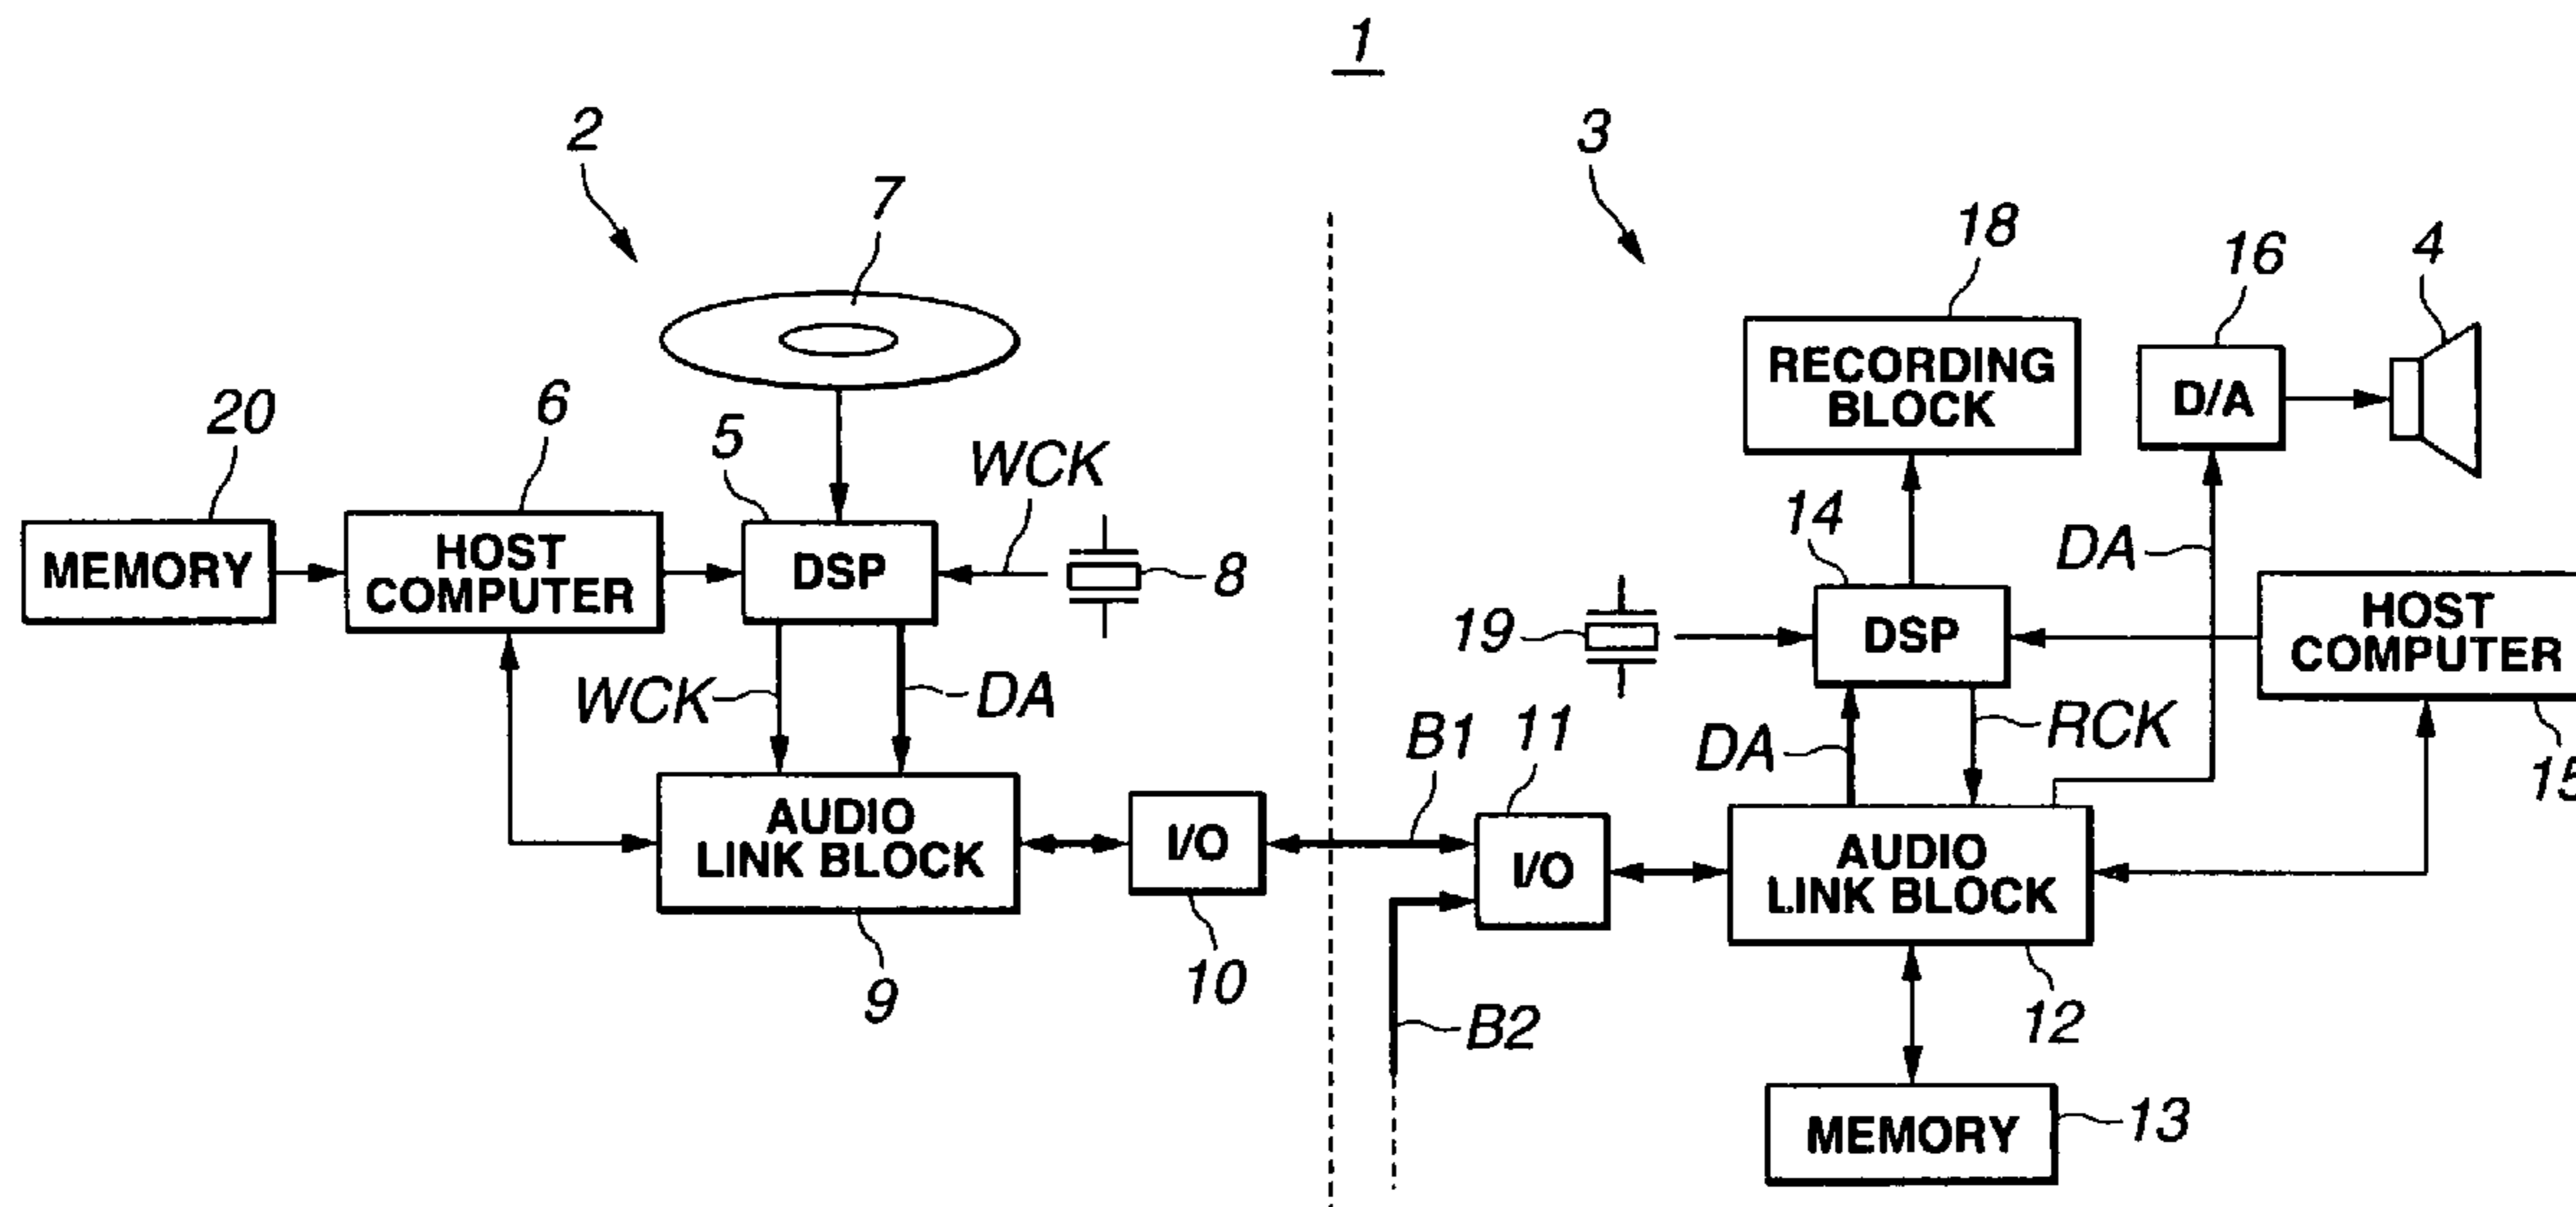 1
2
3
7
18
16
4
20
6
5
WCK
RECORDING
BLOCK
D/A
14
DA
MEMORY
HOST
COMPUTER
DSP
8
19
DSP
HOST
COMPUTER
WCK
DA
B1
11
DA
RCK
15
AUDIO
LINK BLOCK
I/O
I/O
AUDIO
LINK BLOCK
9
10
B2
12
MEMORY
13